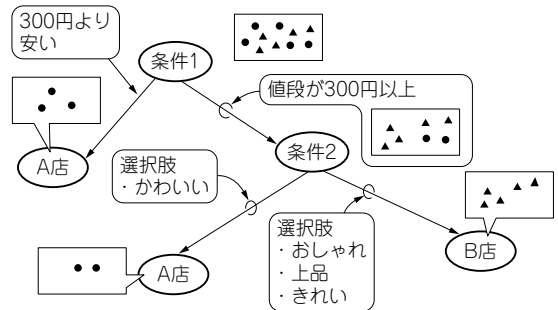 300円より
安い
条件1
値段が300円以上
A店
条件2
選択肢
・かわいい
選択肢
・おしゃれ
・上品
・きれい
A店
B店